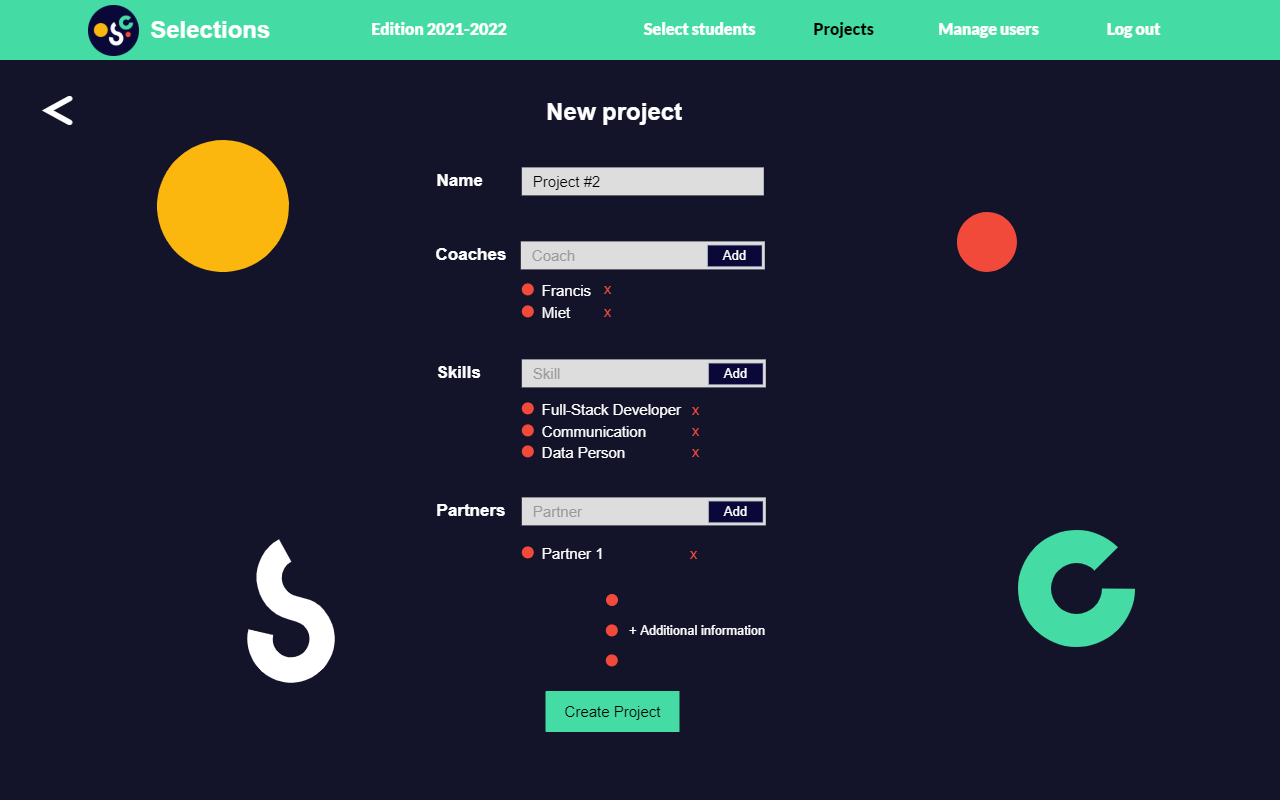 Selections
Edition 2021-2022
Select students
Projects
Manage users
Log out
New project
Name
Project #2
Coaches
Coach
Add
Francis x
Miet x
Skills
Skill
Add
Full-Stack Developer x
Communication x
Data Person x
Partners
Partner
Add
Partner 1 x
+ Additional information
Create Project